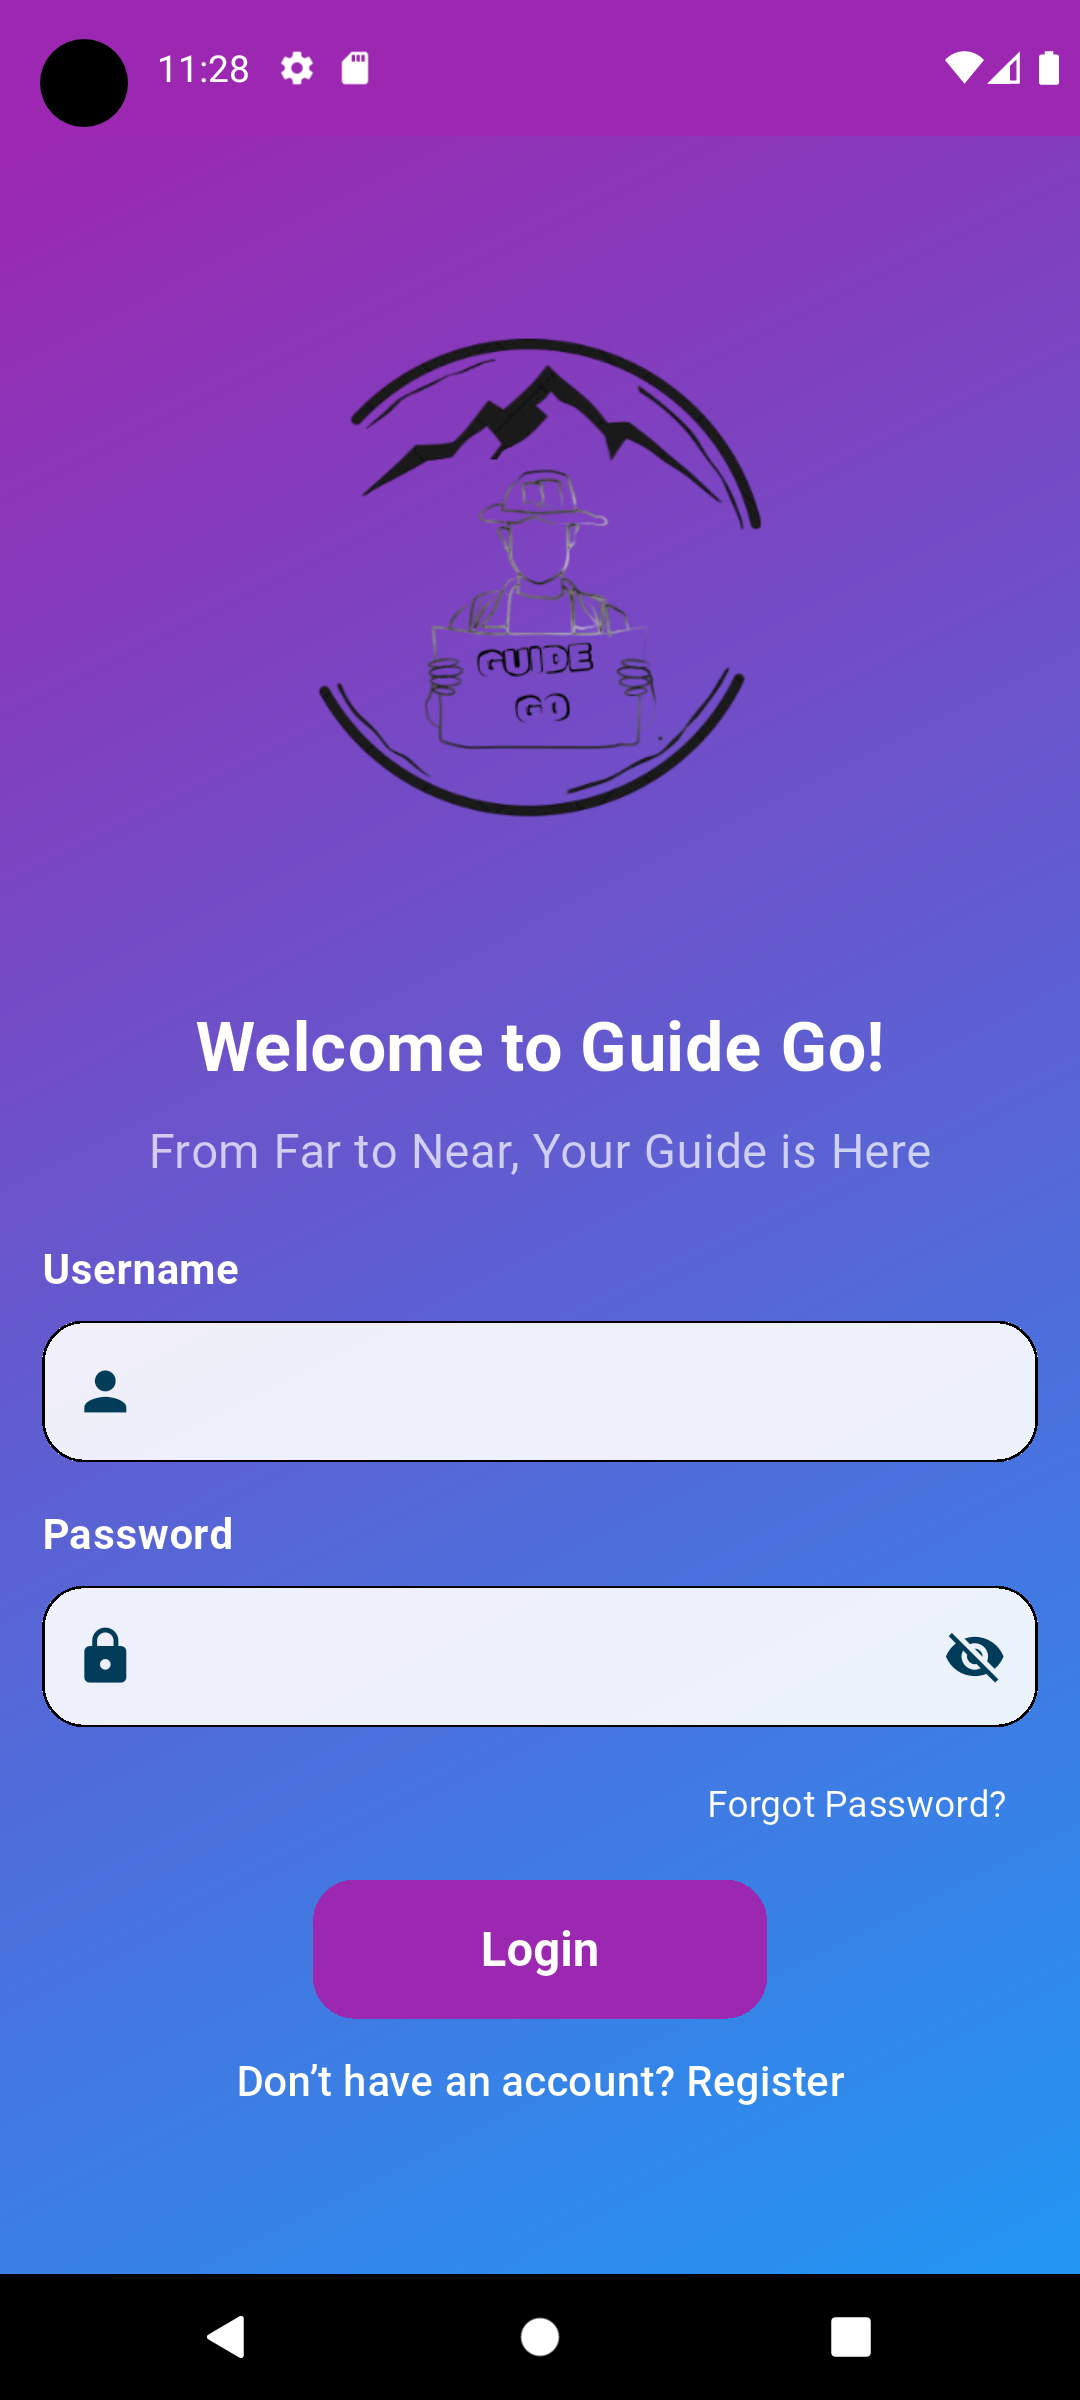 11:28
GUIDE
GO
Welcome to Guide Go!
From Far to Near, Your Guide is Here
Username
Password
Forgot Password?
Login
Don’t have an account? Register